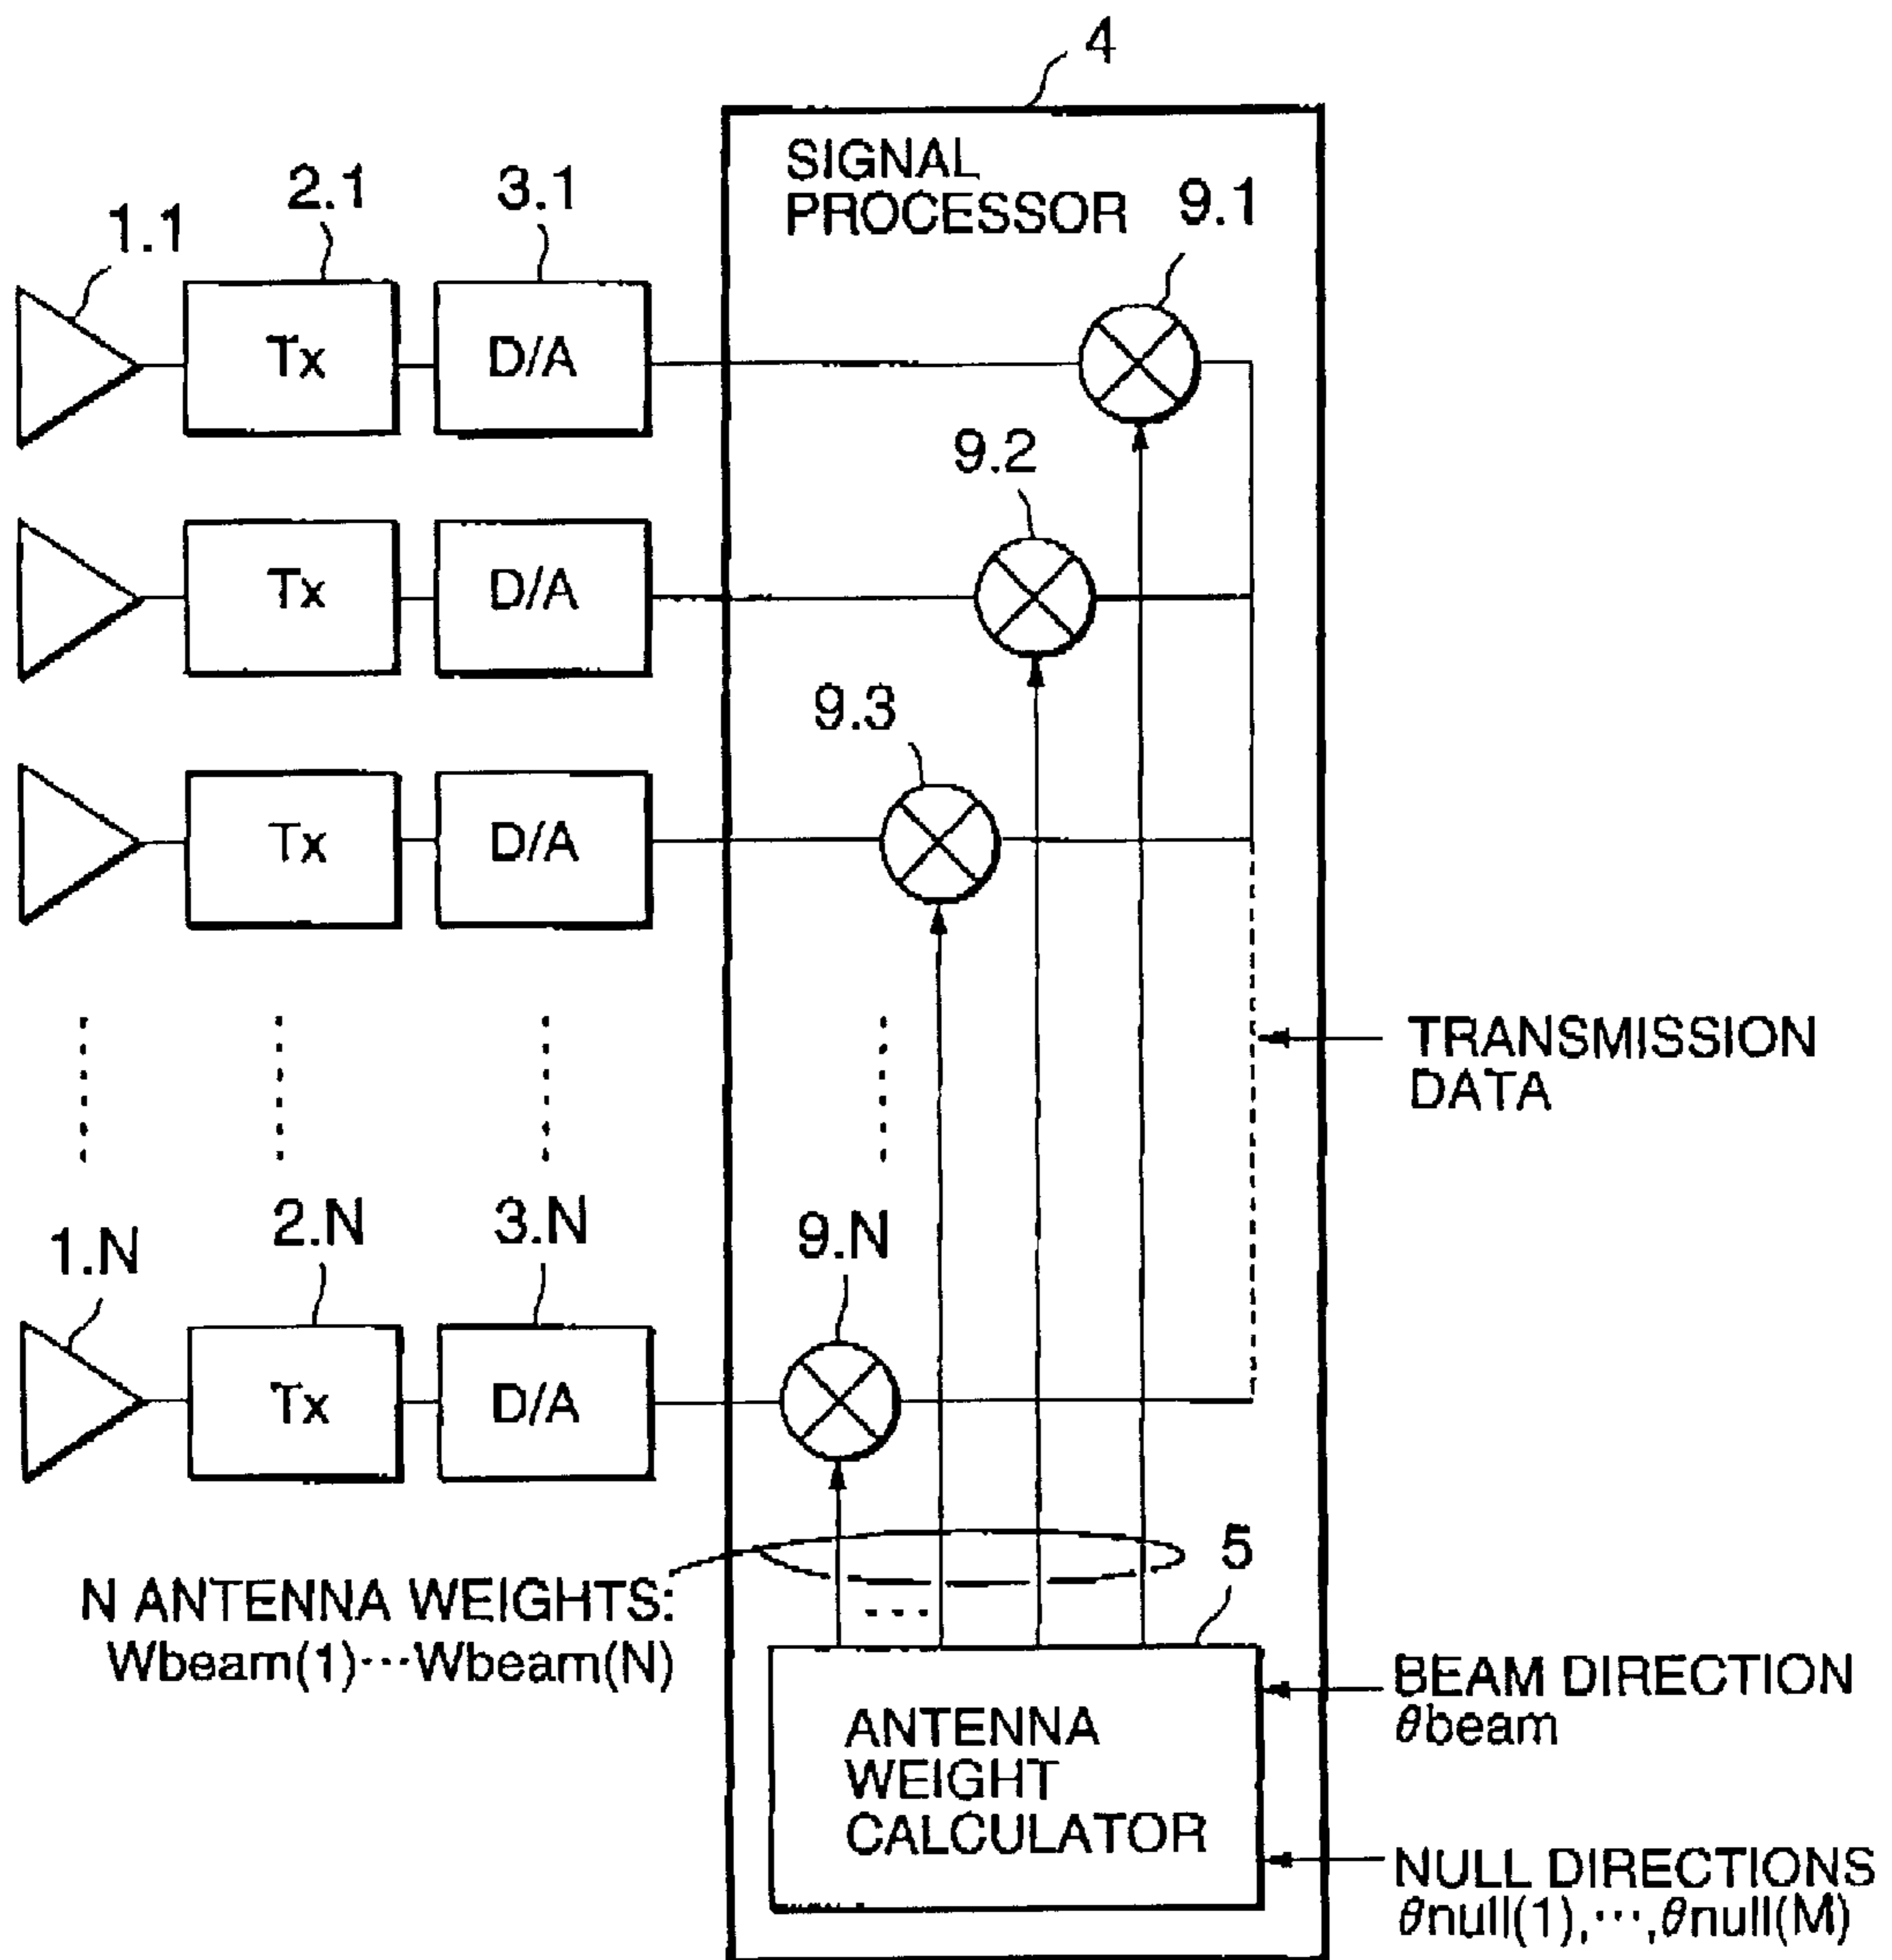 4
SIGNAL
PROCESSOR
1.1
2.1
3.1
9.1
Tx
D/A
9.2
Tx
D/A
9.3
Tx
D/A
TRANSMISSION
DATA
1.N
2.N
3.N
9.N
Tx
D/A
N ANTENNA WEIGHTS:
Wbeam(1)···Wbeam(N)
...
5
ANTENNA
WEIGHT
CALCULATOR
BEAM DIRECTION
θbeam
NULL DIRECTIONS
θnull(1),···,θnull(M)